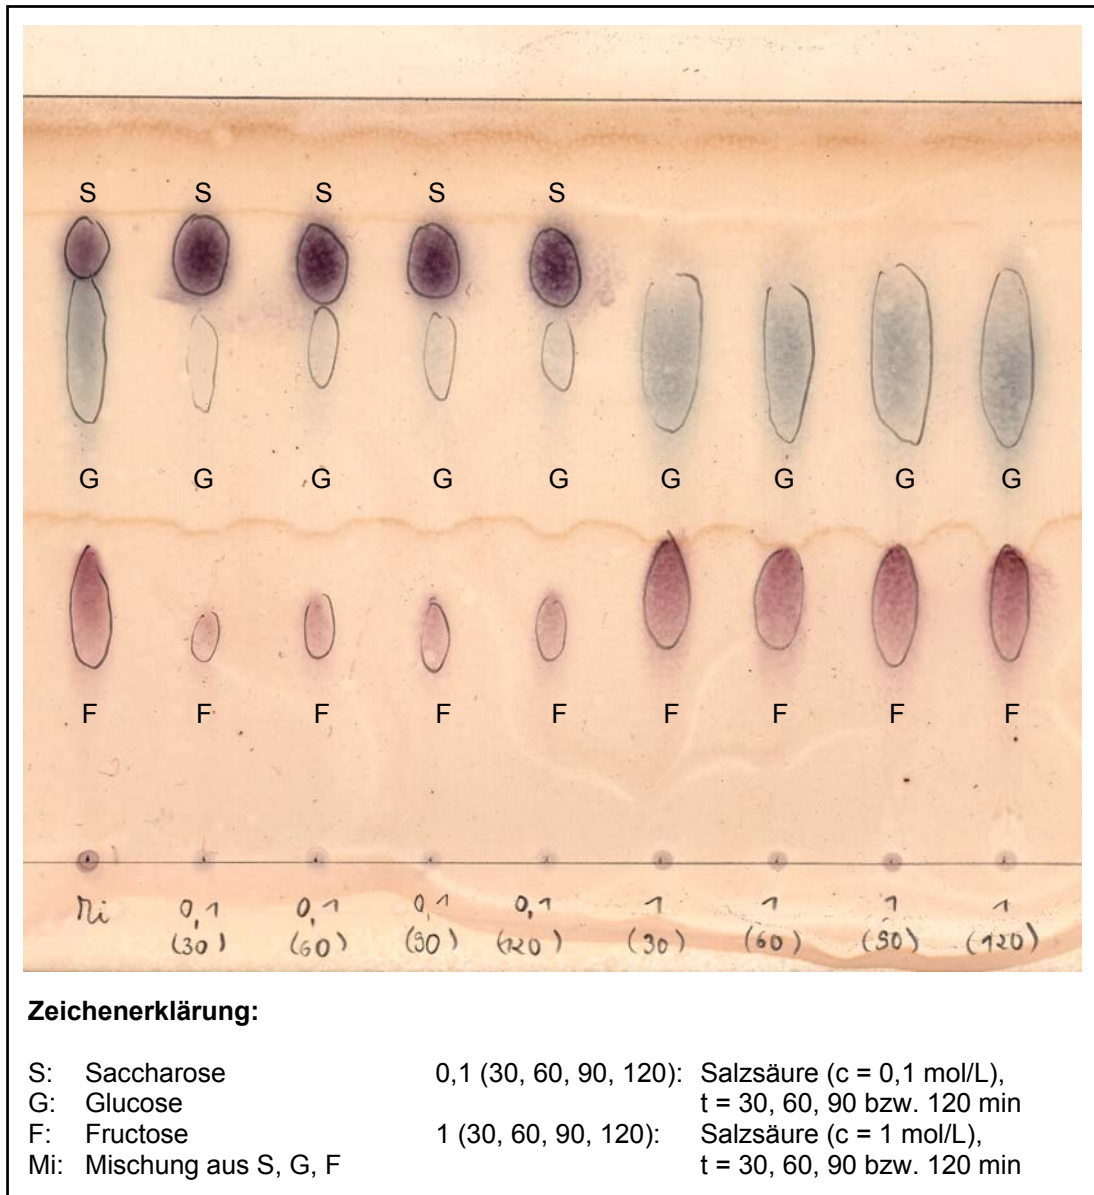 S S S S S
G G G G G G G G G
F F F F F F F F F
Mi 0,1 0,1 0,1 0,1 1 1 1 1
(30) (60) (90) (120) (30) (60) (90) (120)
Zeichenerklärung:
S: Saccharose 0,1 (30, 60, 90, 120): Salzsäure (c = 0,1 mol/L),
G: Glucose t = 30, 60, 90 bzw. 120 min
F: Fructose 1 (30, 60, 90, 120): Salzsäure (c = 1 mol/L),
Mi: Mischung aus S, G, F t = 30, 60, 90 bzw. 120 min